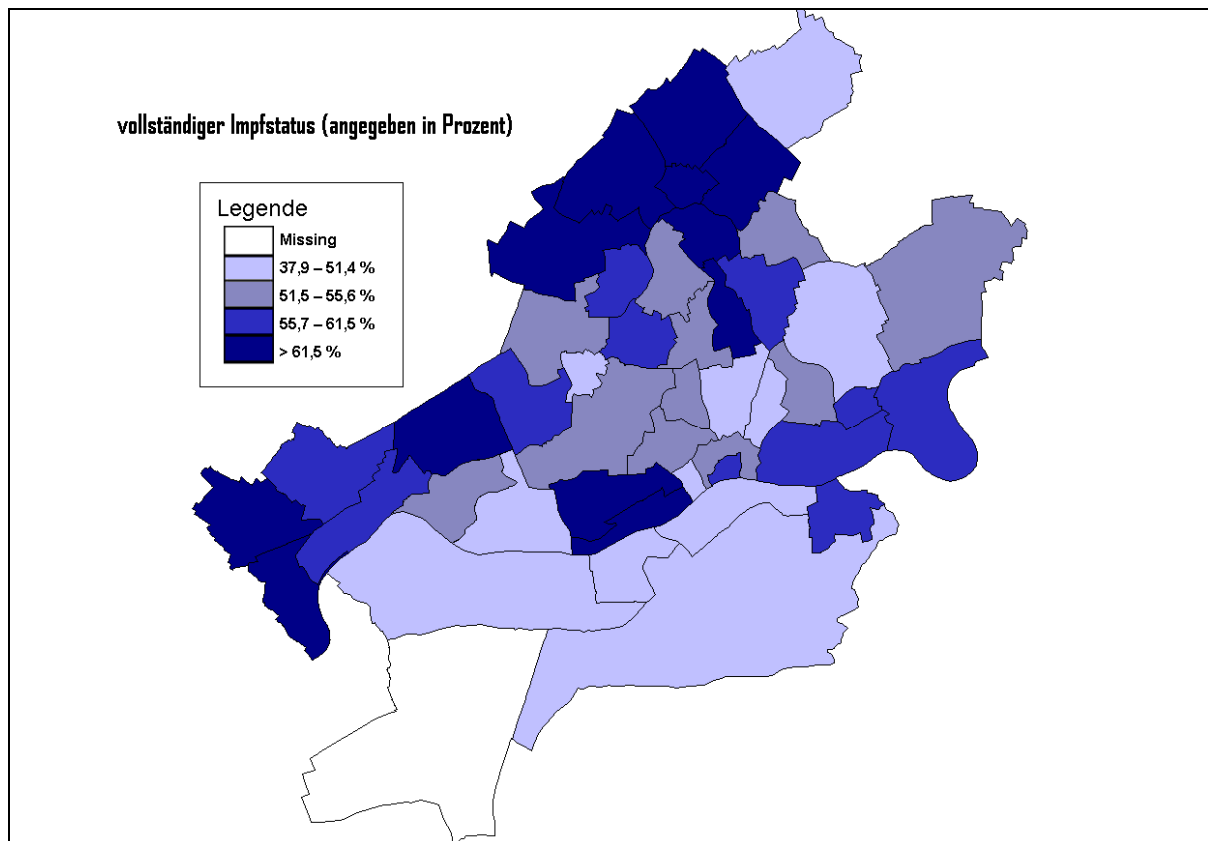 vollständiger Impfstatus (angegeben in Prozent)
Legende
Missing
37,9 – 51,4 %
51,5 – 55,6 %
55,7 – 61,5 %
> 61,5 %